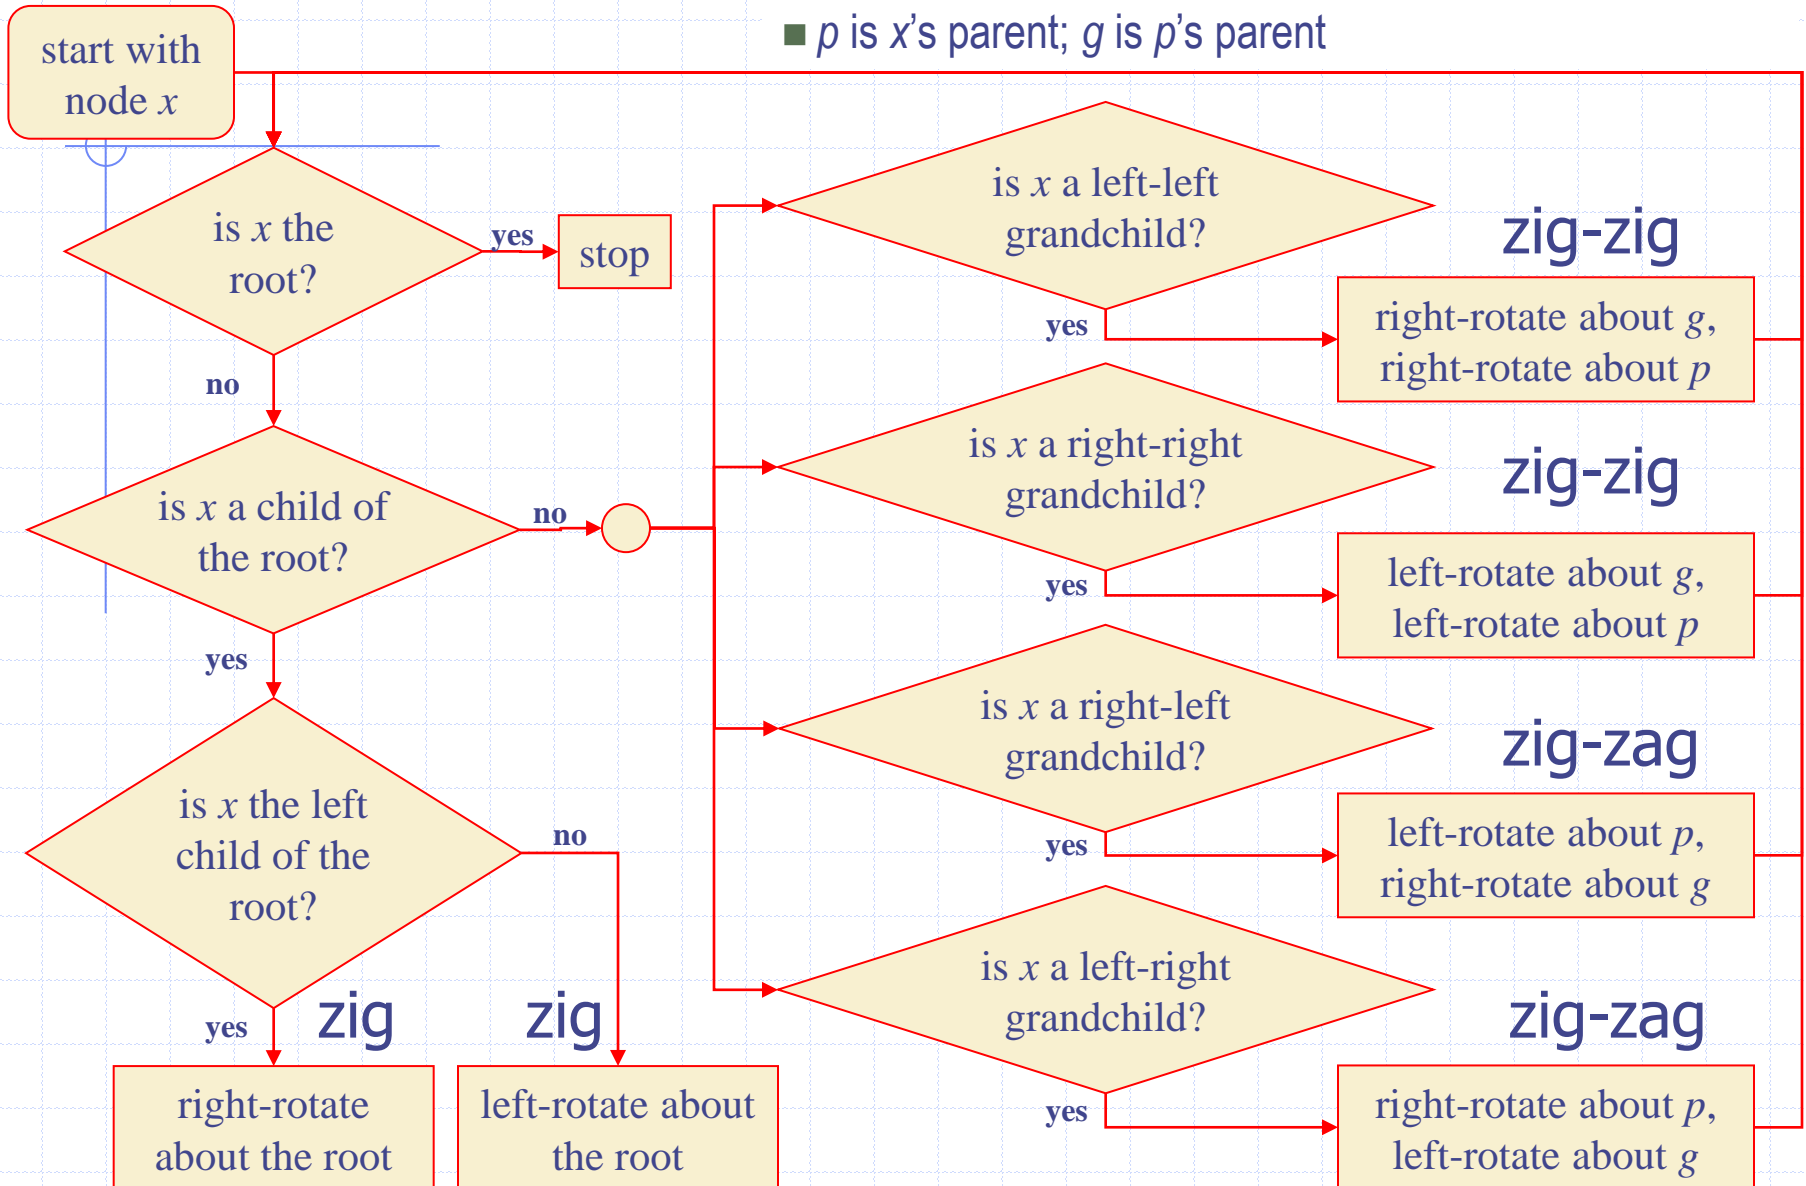 ■ p is x's parent; g is p's parent
start with
node x
is x the
root?
yes
stop
no
is x a child of
the root?
no
yes
is x the left
child of the
root?
no
yes
zig
zig
right-rotate
about the root
left-rotate about
the root
is x a left-left
grandchild?
zig-zig
yes
right-rotate about g,
right-rotate about p
is x a right-right
grandchild?
zig-zig
yes
left-rotate about g,
left-rotate about p
is x a right-left
grandchild?
zig-zag
yes
left-rotate about p,
right-rotate about g
is x a left-right
grandchild?
zig-zag
yes
right-rotate about p,
left-rotate about g